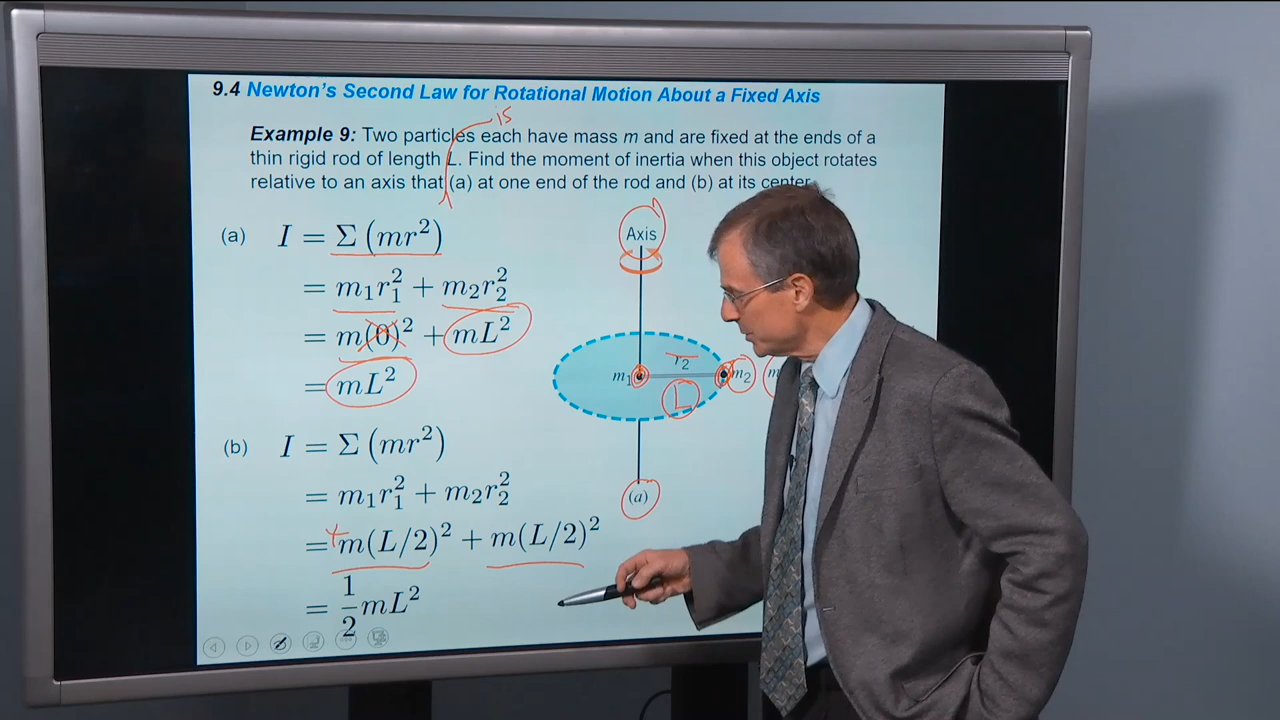 9.4 Newton's Second Law for Rotational Motion About a Fixed Axis
is
Example 9: Two particles each have mass m and are fixed at the ends of a
thin rigid rod of length L. Find the moment of inertia when this object rotates
relative to an axis that (a) at one end of the rod and (b) at its center
(a) I = Σ(mr²)
= m₁r₁² + m₂r₂²
= m(0)² + mL²
= mL²
(b) I = Σ(mr²)
= m₁r₁² + m₂r₂²
= m(L/2)² + m(L/2)²
= 1/2 mL²
Axis
r₂
m₁ m₂ m
L
(a)